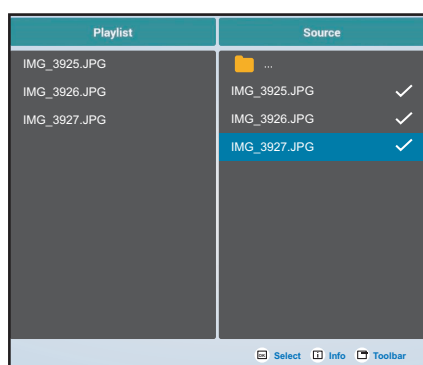 Playlist
IMG_3925.JPG
IMG_3926.JPG
IMG_3927.JPG
Source
...
IMG_3925.JPG
IMG_3926.JPG
IMG_3927.JPG
Select Info Toolbar